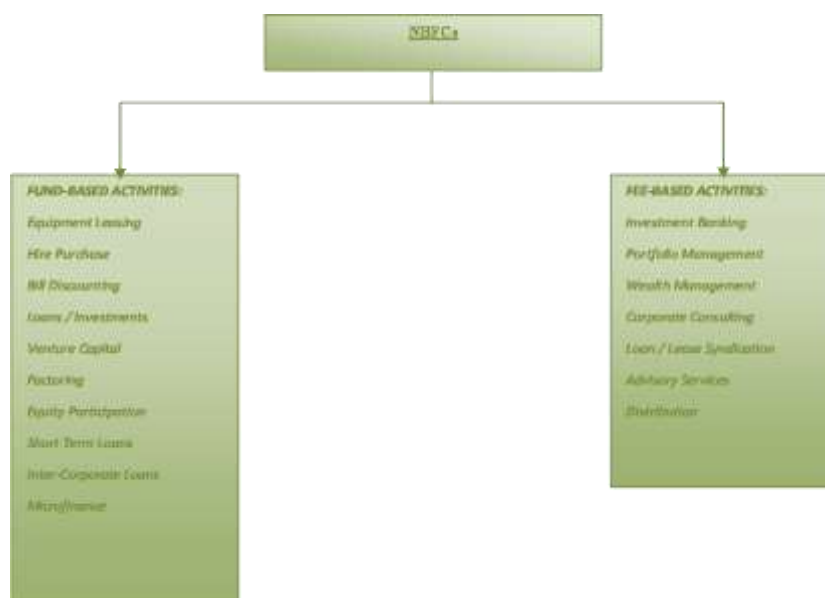 NBFCs
FUND-BASED ACTIVITIES:
Equipment Leasing
Hire Purchase
Bill Discounting
Loans / Investments
Venture Capital
Factoring
Equity Participation
Short Term Loans
Inter-Corporate Loans
Microfinance
FEE-BASED ACTIVITIES:
Investment Banking
Portfolio Management
Wealth Management
Corporate Consulting
Loan / Lease Syndication
Advisory Services
Distribution